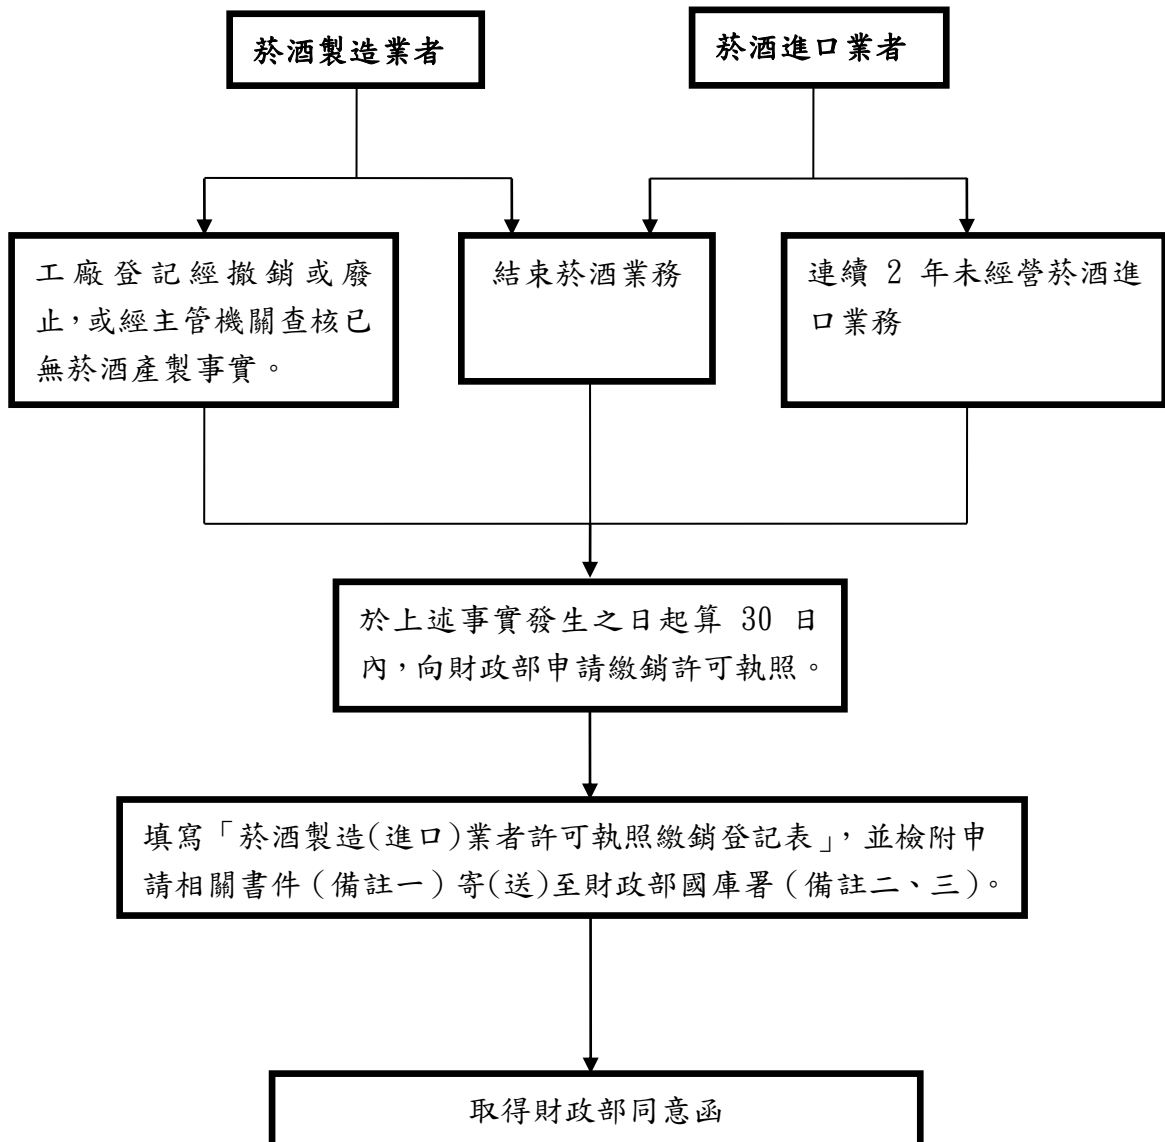 菸酒製造業者
菸酒進口業者
工廠登記經撤銷或廢
止，或經主管機關查核已
無菸酒產製事實。
結束菸酒業務
連續 2 年未經營菸酒進
口業務
於上述事實發生之日起算 30 日
內，向財政部申請繳銷許可執照。
填寫「菸酒製造(進口)業者許可執照繳銷登記表」，並檢附申
請相關書件（備註一）寄(送)至財政部國庫署（備註二、三）。
取得財政部同意函